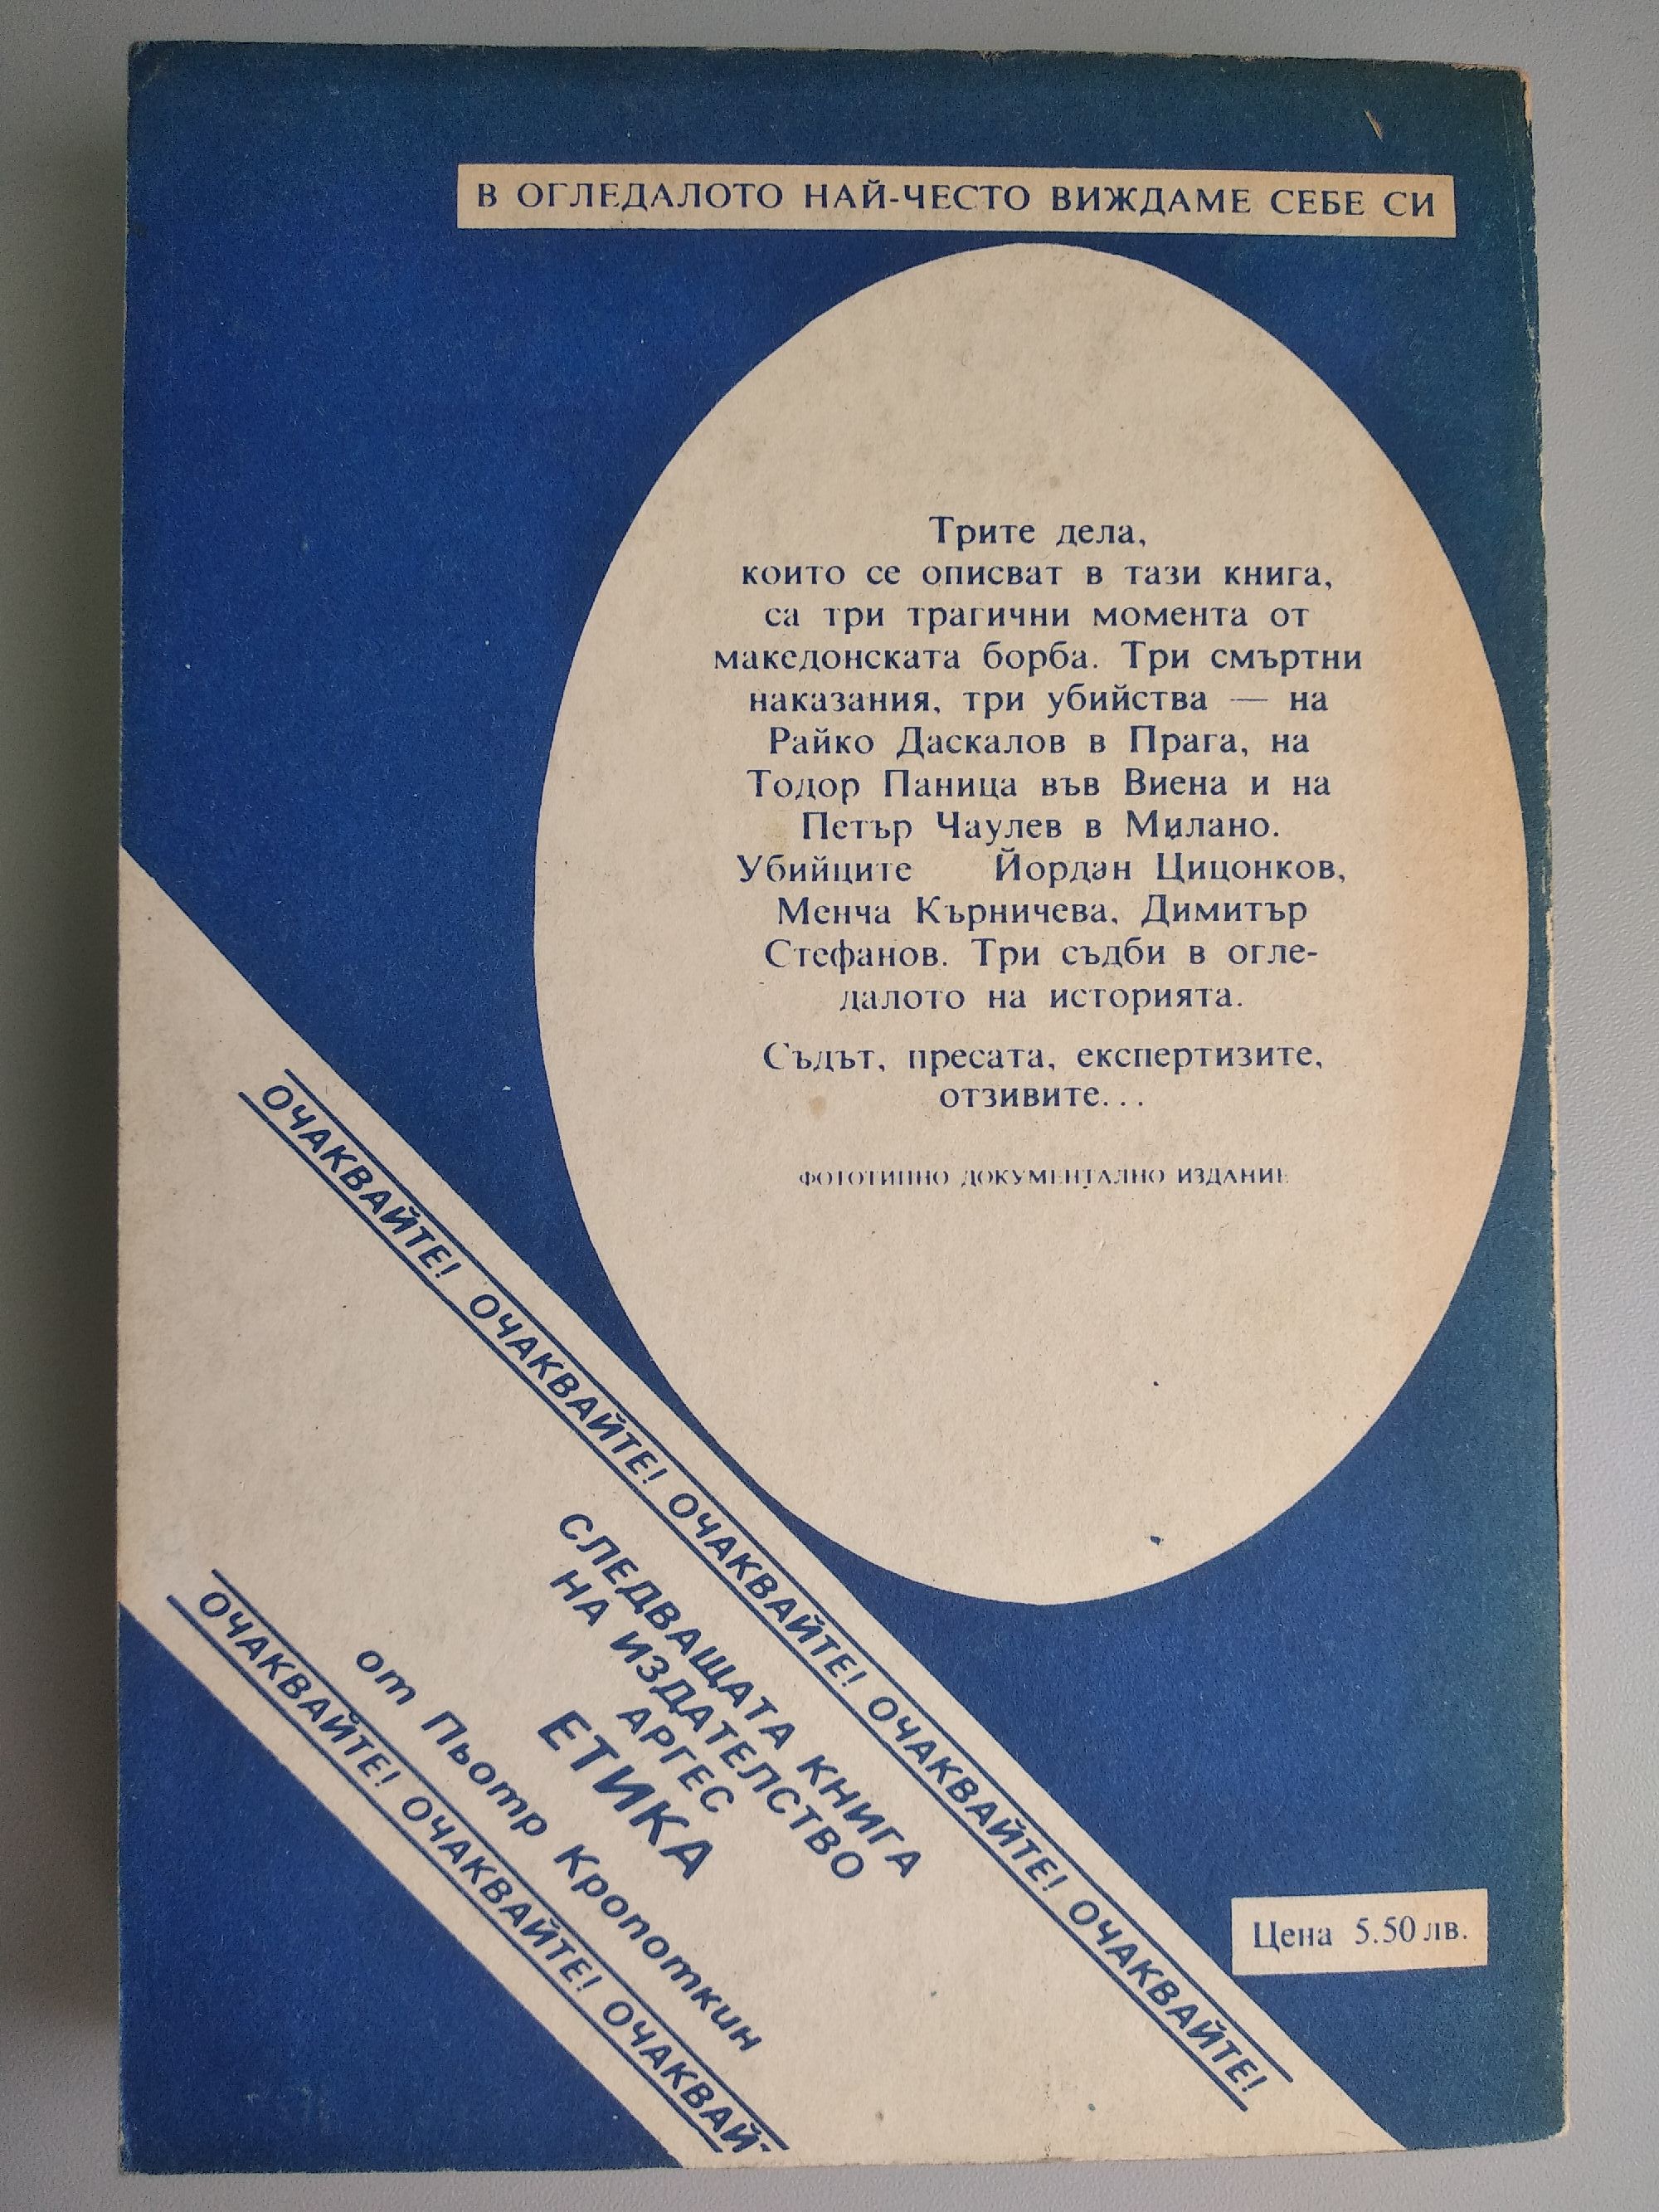 В ОГЛЕДАЛОТО НАЙ-ЧЕСТО ВИЖДАМЕ СЕБЕ СИ
Трите дела,
които се описват в тази книга,
са три трагични момента от
македонската борба. Три смъртни
наказания, три убийства — на
Райко Даскалов в Прага, на
Тодор Паница във Виена и на
Петър Чаулев в Милано.
Убийците Йордан Цицонков,
Менча Кърничева, Димитър
Стефанов. Три съдби в огле-
далото на историята.
Съдът, пресата, експертизите,
отзивите...
ФОТОТИПНО ДОКУМЕНТАЛНО ИЗДАНИЕ
ОЧАКВАЙТЕ! ОЧАКВАЙТЕ! ОЧАКВАЙТЕ! ОЧАКВАЙТЕ! ОЧАКВАЙТЕ!
СЛЕДВАЩАТА КНИГА
НА ИЗДАТЕЛСТВО
АРГЕС
ЕТИКА
от Пьотр Кропоткин
ОЧАКВАЙТЕ! ОЧАКВАЙТЕ! ОЧАКВАЙ
Цена 5.50 лв.